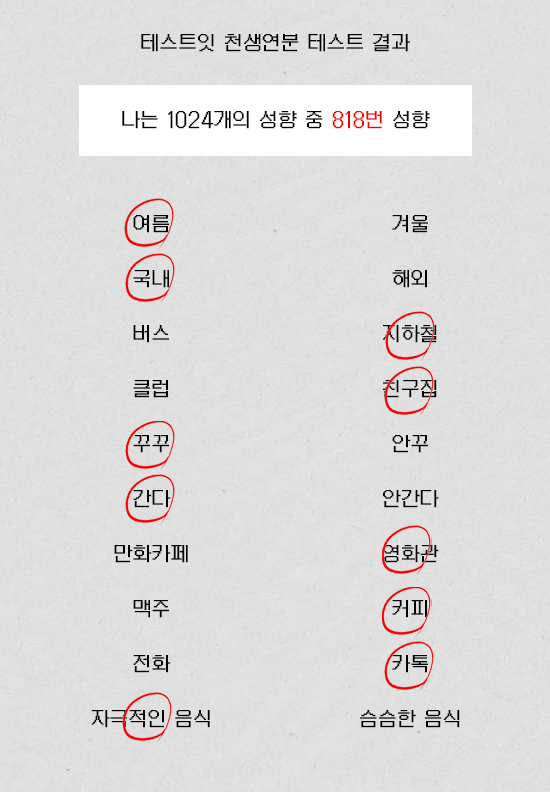 테스트잇 천생연분 테스트 결과
나는 1024개의 성향 중 818번 성향
여름 겨울
국내 해외
버스 지하철
클럽 친구집
꾸꾸 안꾸
간다 안간다
만화카페 영화관
맥주 커피
전화 카톡
자극적인 음식 슴슴한 음식